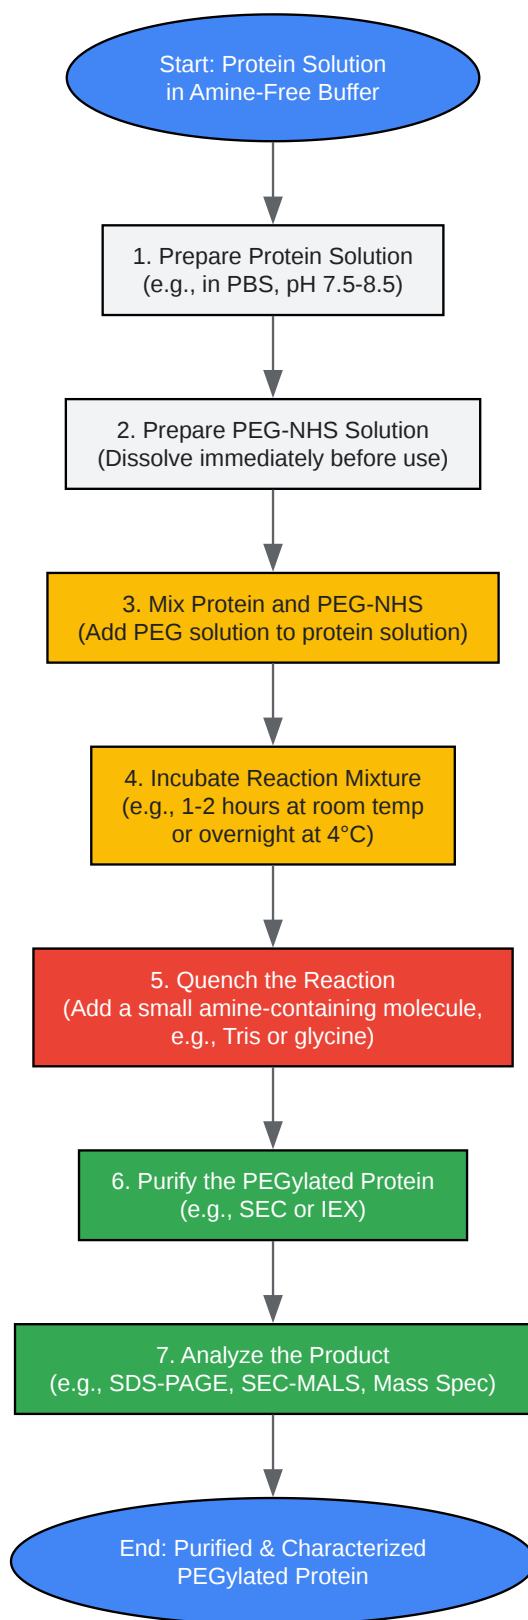 Start: Protein Solution
in Amine-Free Buffer
1. Prepare Protein Solution
(e.g., in PBS, pH 7.5-8.5)
2. Prepare PEG-NHS Solution
(Dissolve immediately before use)
3. Mix Protein and PEG-NHS
(Add PEG solution to protein solution)
4. Incubate Reaction Mixture
(e.g., 1-2 hours at room temp
or overnight at 4°C)
5. Quench the Reaction
(Add a small amine-containing molecule,
e.g., Tris or glycine)
6. Purify the PEGylated Protein
(e.g., SEC or IEX)
7. Analyze the Product
(e.g., SDS-PAGE, SEC-MALS, Mass Spec)
End: Purified & Characterized
PEGylated Protein